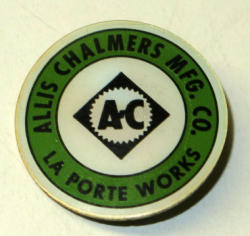 ALLIS CHALMERS MFG. CO.
A-C
LA PORTE WORKS